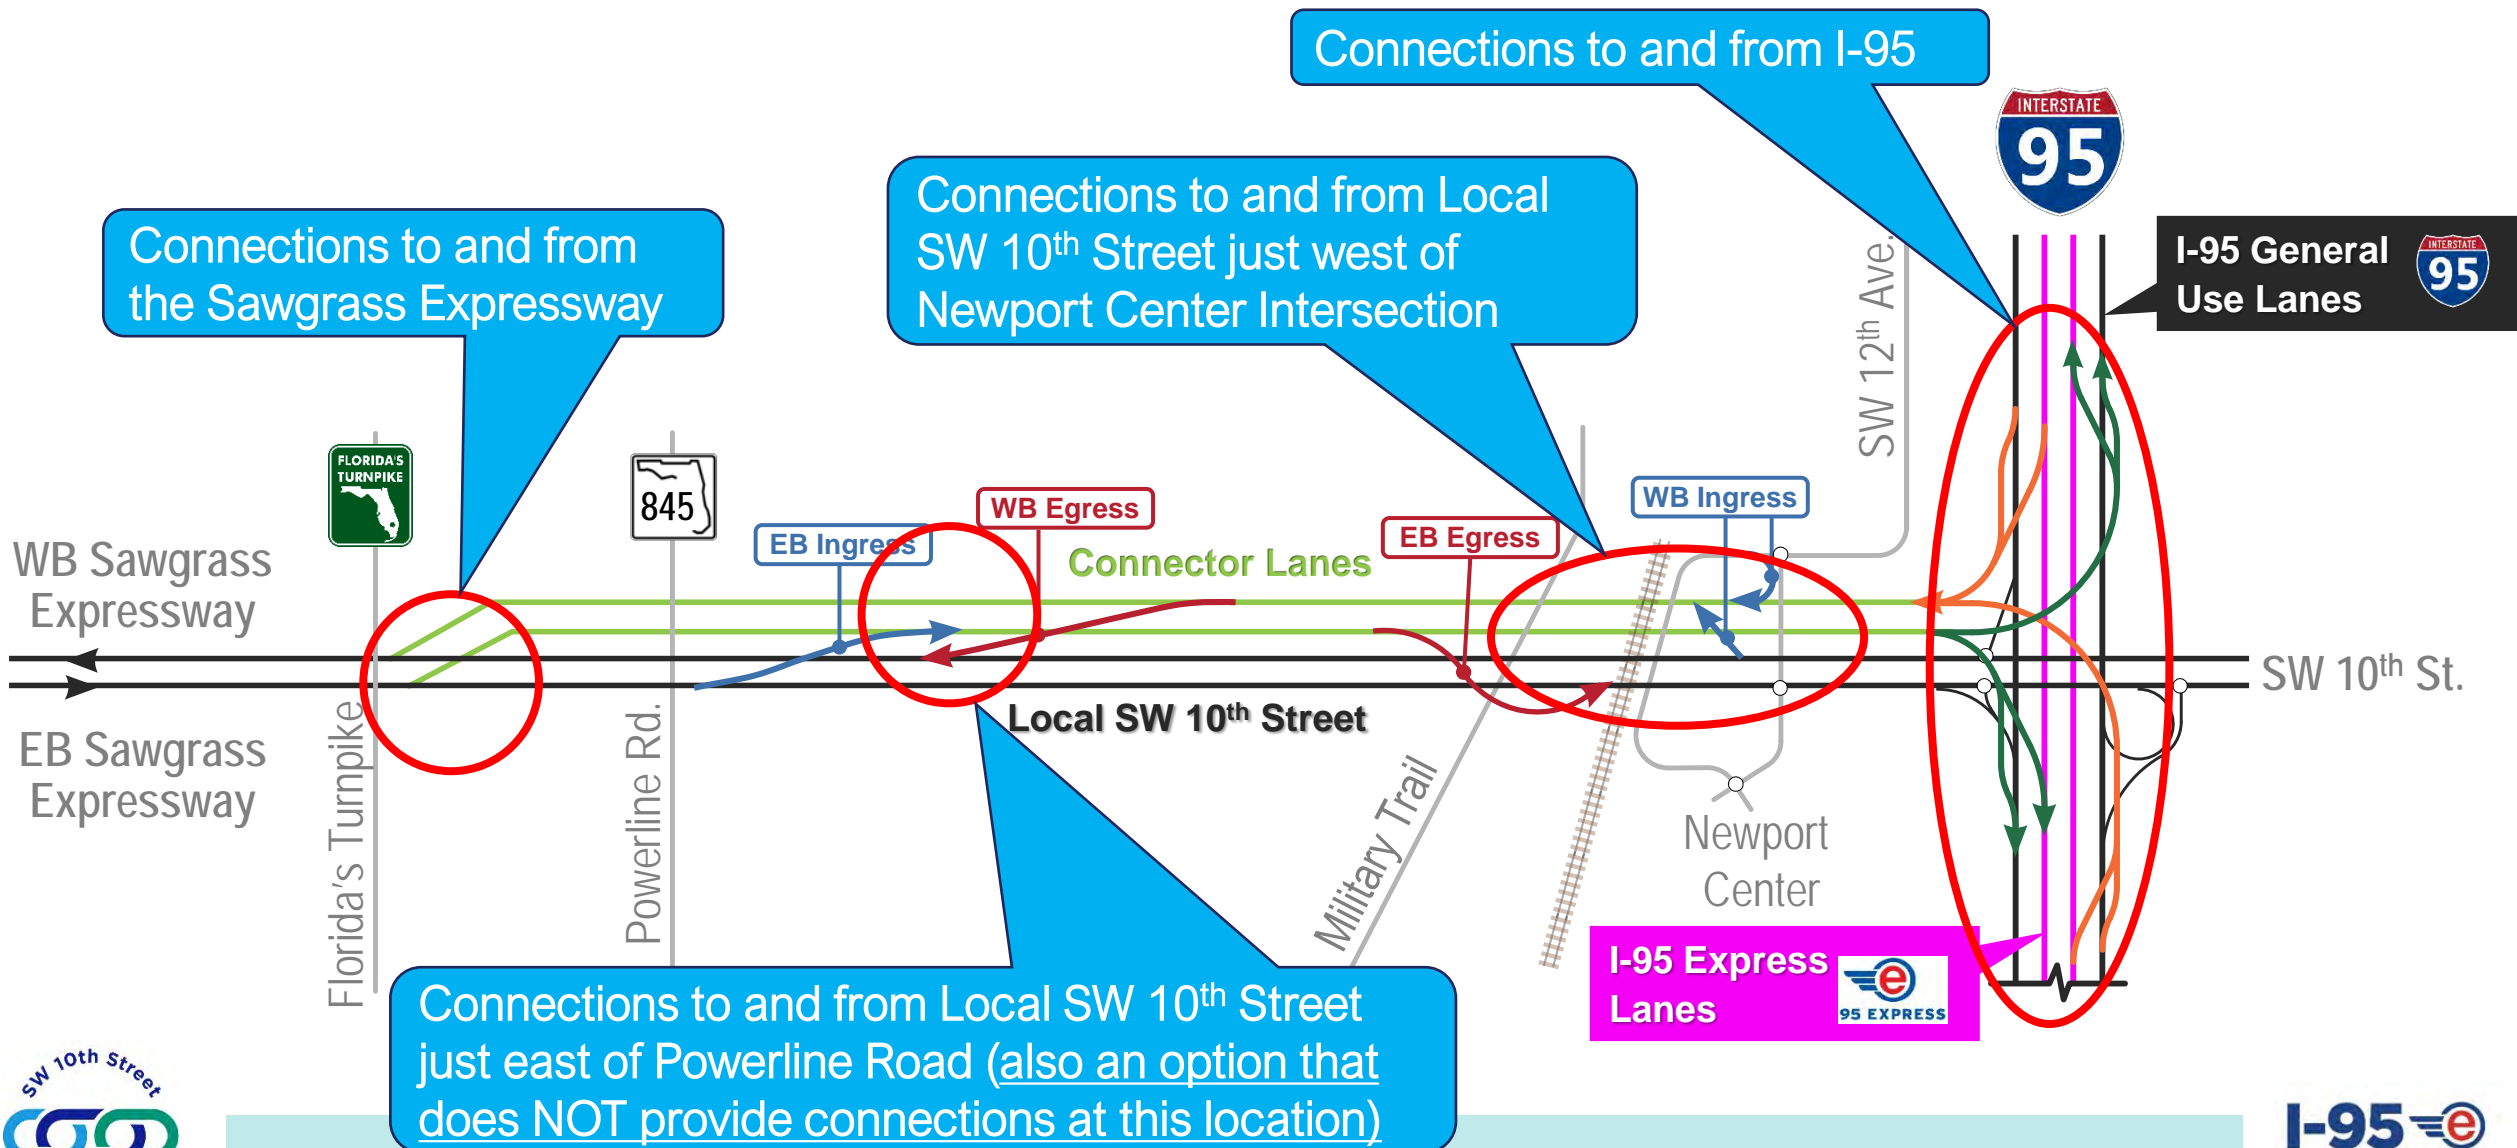 Connections to and from I-95
INTERSTATE
95
Connections to and from Local
SW 10th Street just west of
Newport Center Intersection
Connections to and from
the Sawgrass Expressway
SW 12th Ave.
I-95 General
Use Lanes
INTERSTATE
95
FLORIDA'S
TURNPIKE
845
WB Egress
WB Ingress
EB Ingress
EB Egress
Connector Lanes
WB Sawgrass
Expressway
SW 10th St.
Local SW 10th Street
EB Sawgrass
Expressway
Florida's Turnpike
Powerline Rd.
Military Trail
Newport
Center
I-95 Express
Lanes
e
95 EXPRESS
Connections to and from Local SW 10th Street
just east of Powerline Road (also an option that
does NOT provide connections at this location)
SW 10th Street
I-95 e